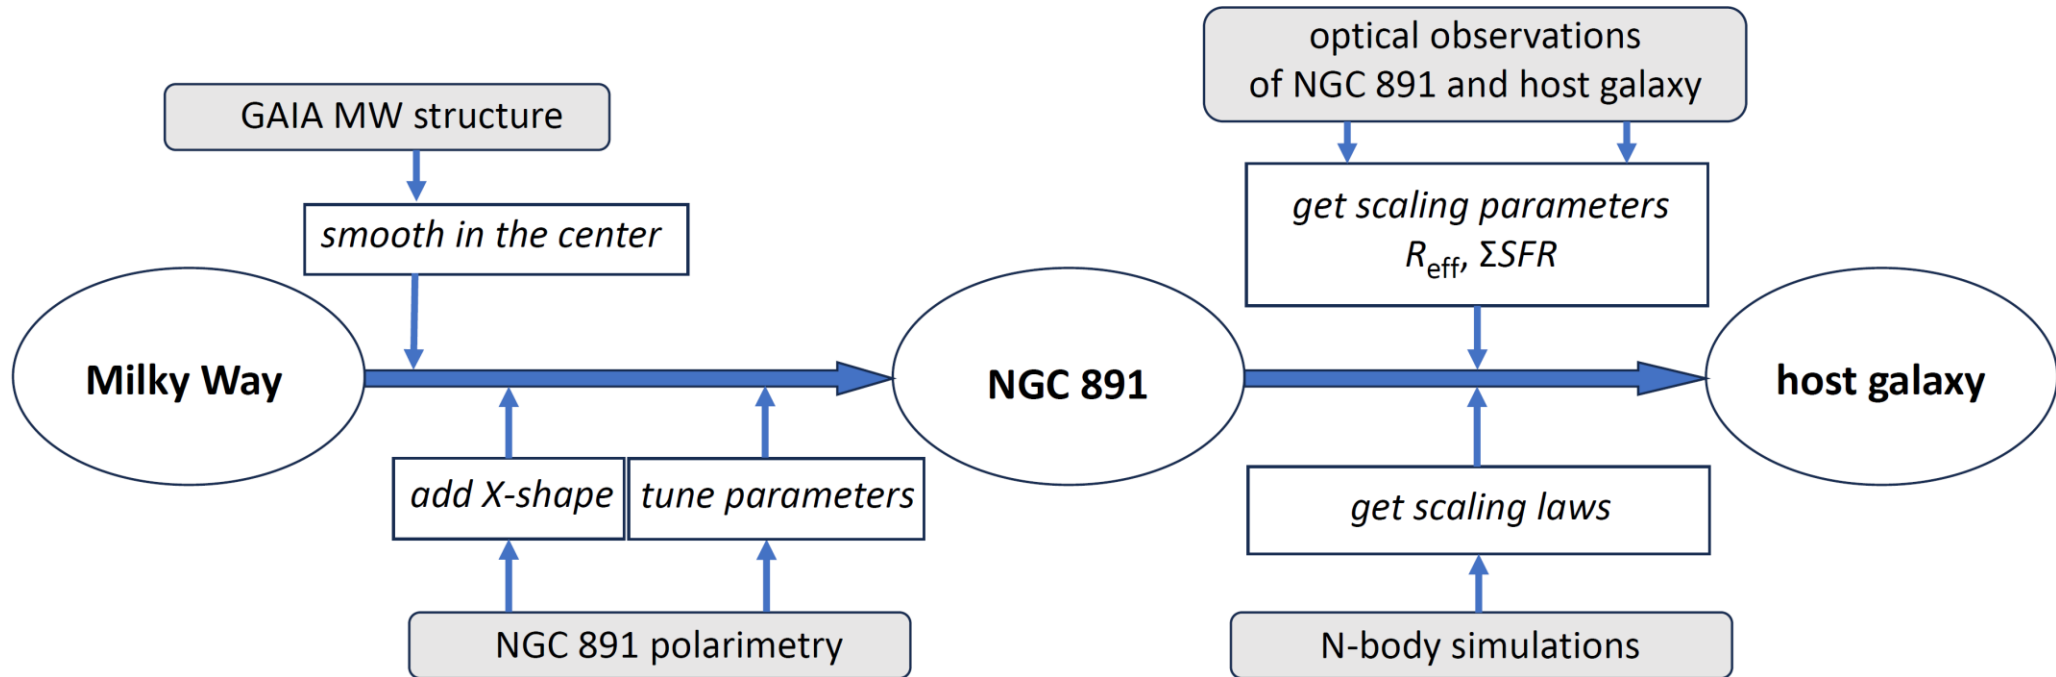 optical observations
of NGC 891 and host galaxy
GAIA MW structure
get scaling parameters
R_eff, ΣSFR
smooth in the center
Milky Way
NGC 891
host galaxy
add X-shape
tune parameters
get scaling laws
NGC 891 polarimetry
N-body simulations